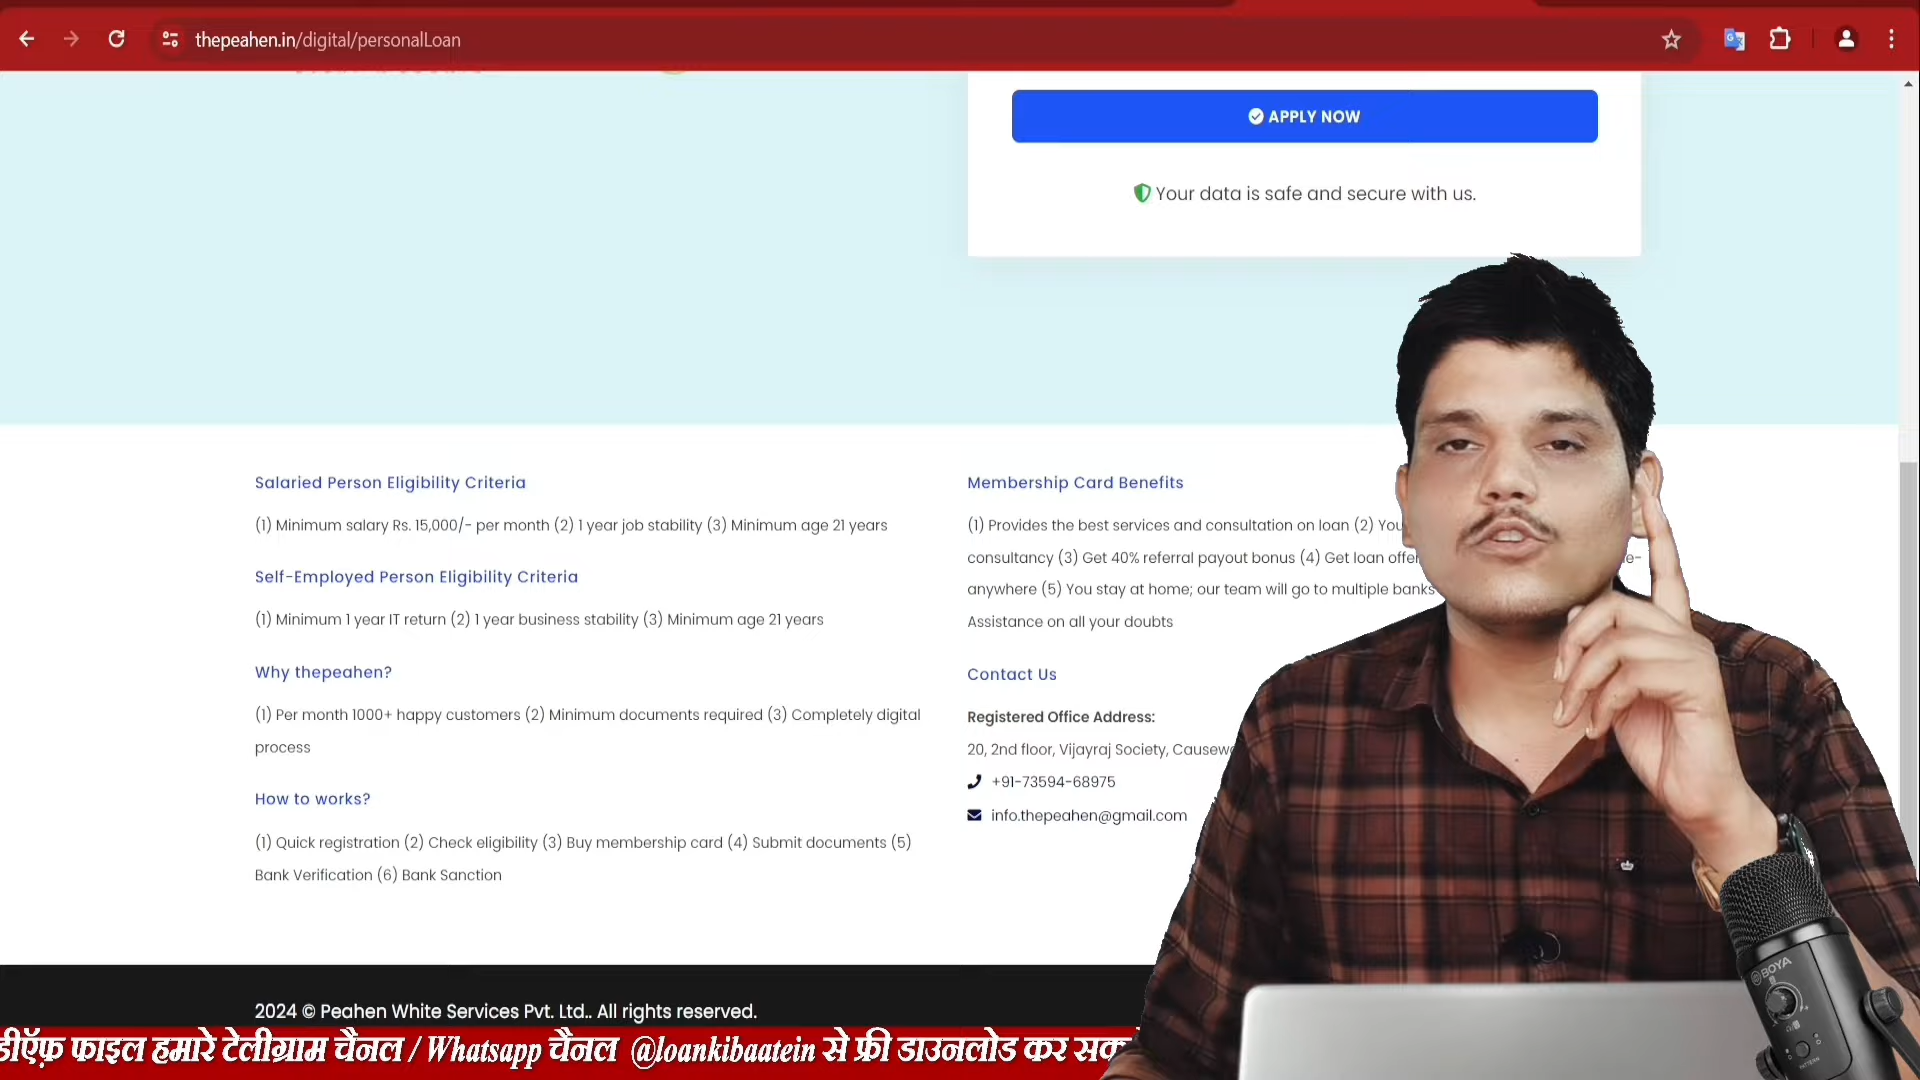 thepeahen.in/digital/personalLoan
APPLY NOW
Your data is safe and secure with us.
Salaried Person Eligibility Criteria
(1) Minimum salary Rs. 15,000/- per month (2) 1 year job stability (3) Minimum age 21 years
Self-Employed Person Eligibility Criteria
(1) Minimum 1 year IT return (2) 1 year business stability (3) Minimum age 21 years
Why thepeahen?
(1) Per month 1000+ happy customers (2) Minimum documents required (3) Completely digital
process
How to works?
(1) Quick registration (2) Check eligibility (3) Buy membership card (4) Submit documents (5)
Bank Verification (6) Bank Sanction
Membership Card Benefits
(1) Provides the best services and consultation on loan (2)
consultancy (3) Get 40% referral payout bonus (4) Get loan
anywhere (5) You stay at home; our team will go to multiple banks
Assistance on all your doubts
Contact Us
Registered Office Address:
20, 2nd floor, Vijayraj Society,
+91-73594-68975
info.thepeahen@gmail.com
BOYA
2024 © Peahen White Services Pvt. Ltd.. All rights reserved.
फाइल हमारे टेलीग्राम चैनल / Whatsapp चैनल @loankibaatein से फ्री डाउनलोड कर